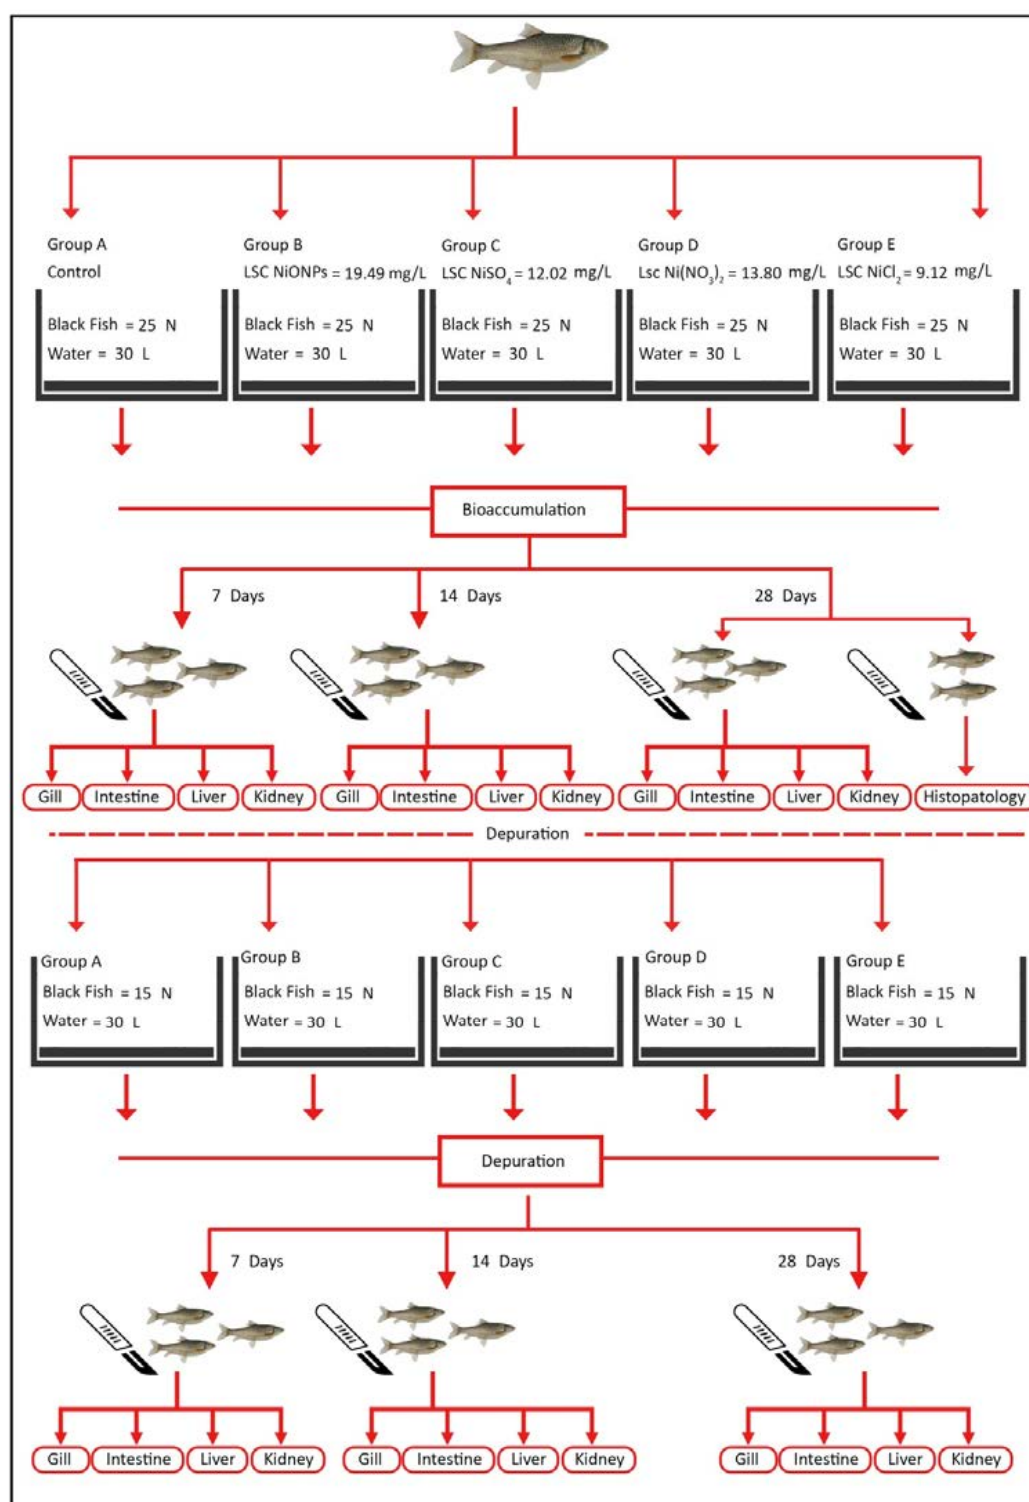 Group A
Control
Group B
LSC NiONPs = 19.49 mg/L
Group C
LSC NiSO₄ = 12.02 mg/L
Group D
Lsc Ni(NO₃)₂ = 13.80 mg/L
Group E
LSC NiCl₂ = 9.12 mg/L
Black Fish = 25 N
Water = 30 L
Black Fish = 25 N
Water = 30 L
Black Fish = 25 N
Water = 30 L
Black Fish = 25 N
Water = 30 L
Black Fish = 25 N
Water = 30 L
Bioaccumulation
7 Days
14 Days
28 Days
Gill Intestine Liver Kidney
Gill Intestine Liver Kidney
Gill Intestine Liver Kidney
Histopatology
Depuration
Group A
Black Fish = 15 N
Water = 30 L
Group B
Black Fish = 15 N
Water = 30 L
Group C
Black Fish = 15 N
Water = 30 L
Group D
Black Fish = 15 N
Water = 30 L
Group E
Black Fish = 15 N
Water = 30 L
Depuration
7 Days
14 Days
28 Days
Gill Intestine Liver Kidney
Gill Intestine Liver Kidney
Gill Intestine Liver Kidney